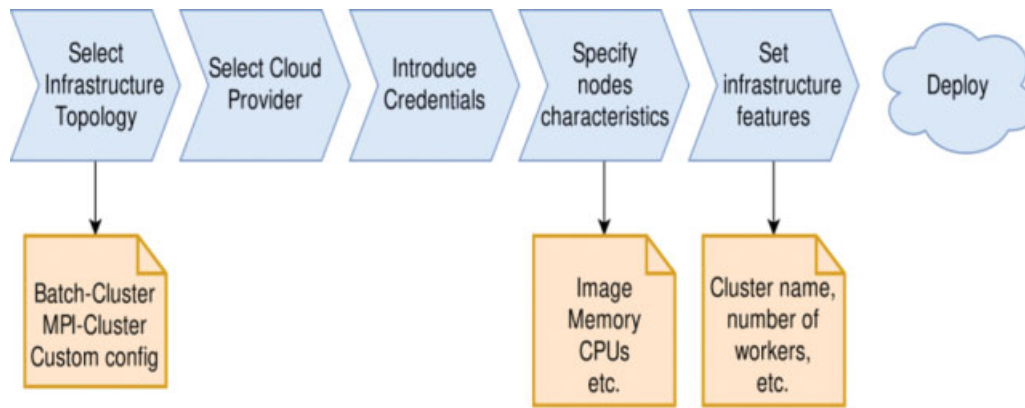 Select
Infrastructure
Topology
Select Cloud
Provider
Introduce
Credentials
Specify
nodes
characteristics
Set
infrastructure
features
Deploy
Batch-Cluster
MPI-Cluster
Custom config
Image
Memory
CPUs
etc.
Cluster name,
number of
workers,
etc.